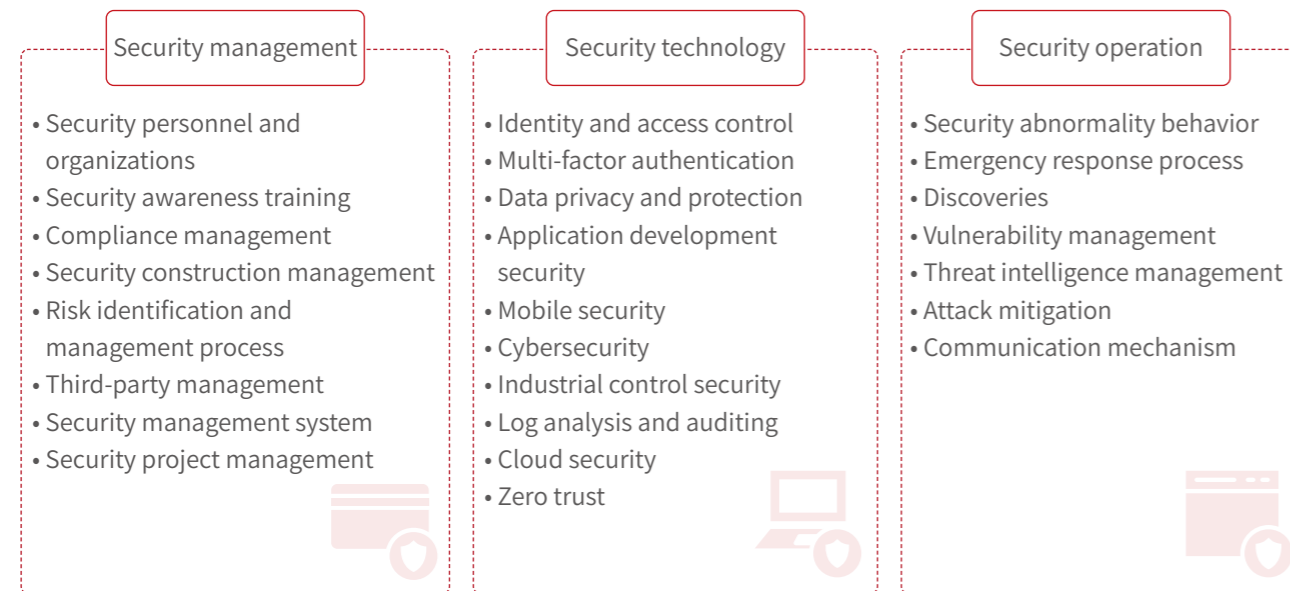 Security management
• Security personnel and
organizations
• Security awareness training
• Compliance management
• Security construction management
• Risk identification and
management process
• Third-party management
• Security management system
• Security project management
Security technology
• Identity and access control
• Multi-factor authentication
• Data privacy and protection
• Application development
security
• Mobile security
• Cybersecurity
• Industrial control security
• Log analysis and auditing
• Cloud security
• Zero trust
Security operation
• Security abnormality behavior
• Emergency response process
• Discoveries
• Vulnerability management
• Threat intelligence management
• Attack mitigation
• Communication mechanism